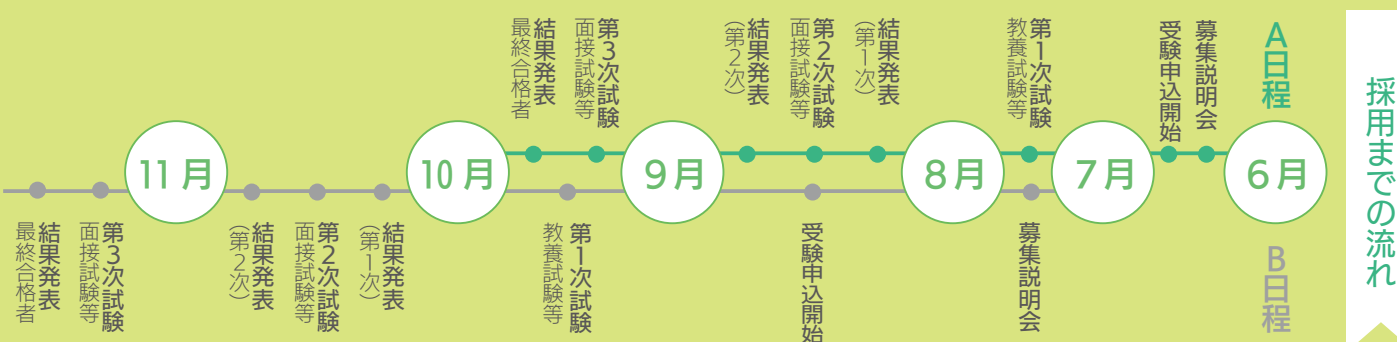 採用までの流れ
A日程
6月
募集説明会
受験申込開始
7月
第1次試験
教養試験等
8月
結果発表
（第1次）
第2次試験
面接試験等
結果発表
（第2次）
9月
第3次試験
面接試験等
結果発表
最終合格者
10月
11月
B日程
募集説明会
受験申込開始
第1次試験
教養試験等
結果発表
（第1次）
第2次試験
面接試験等
結果発表
（第2次）
第3次試験
面接試験等
結果発表
最終合格者